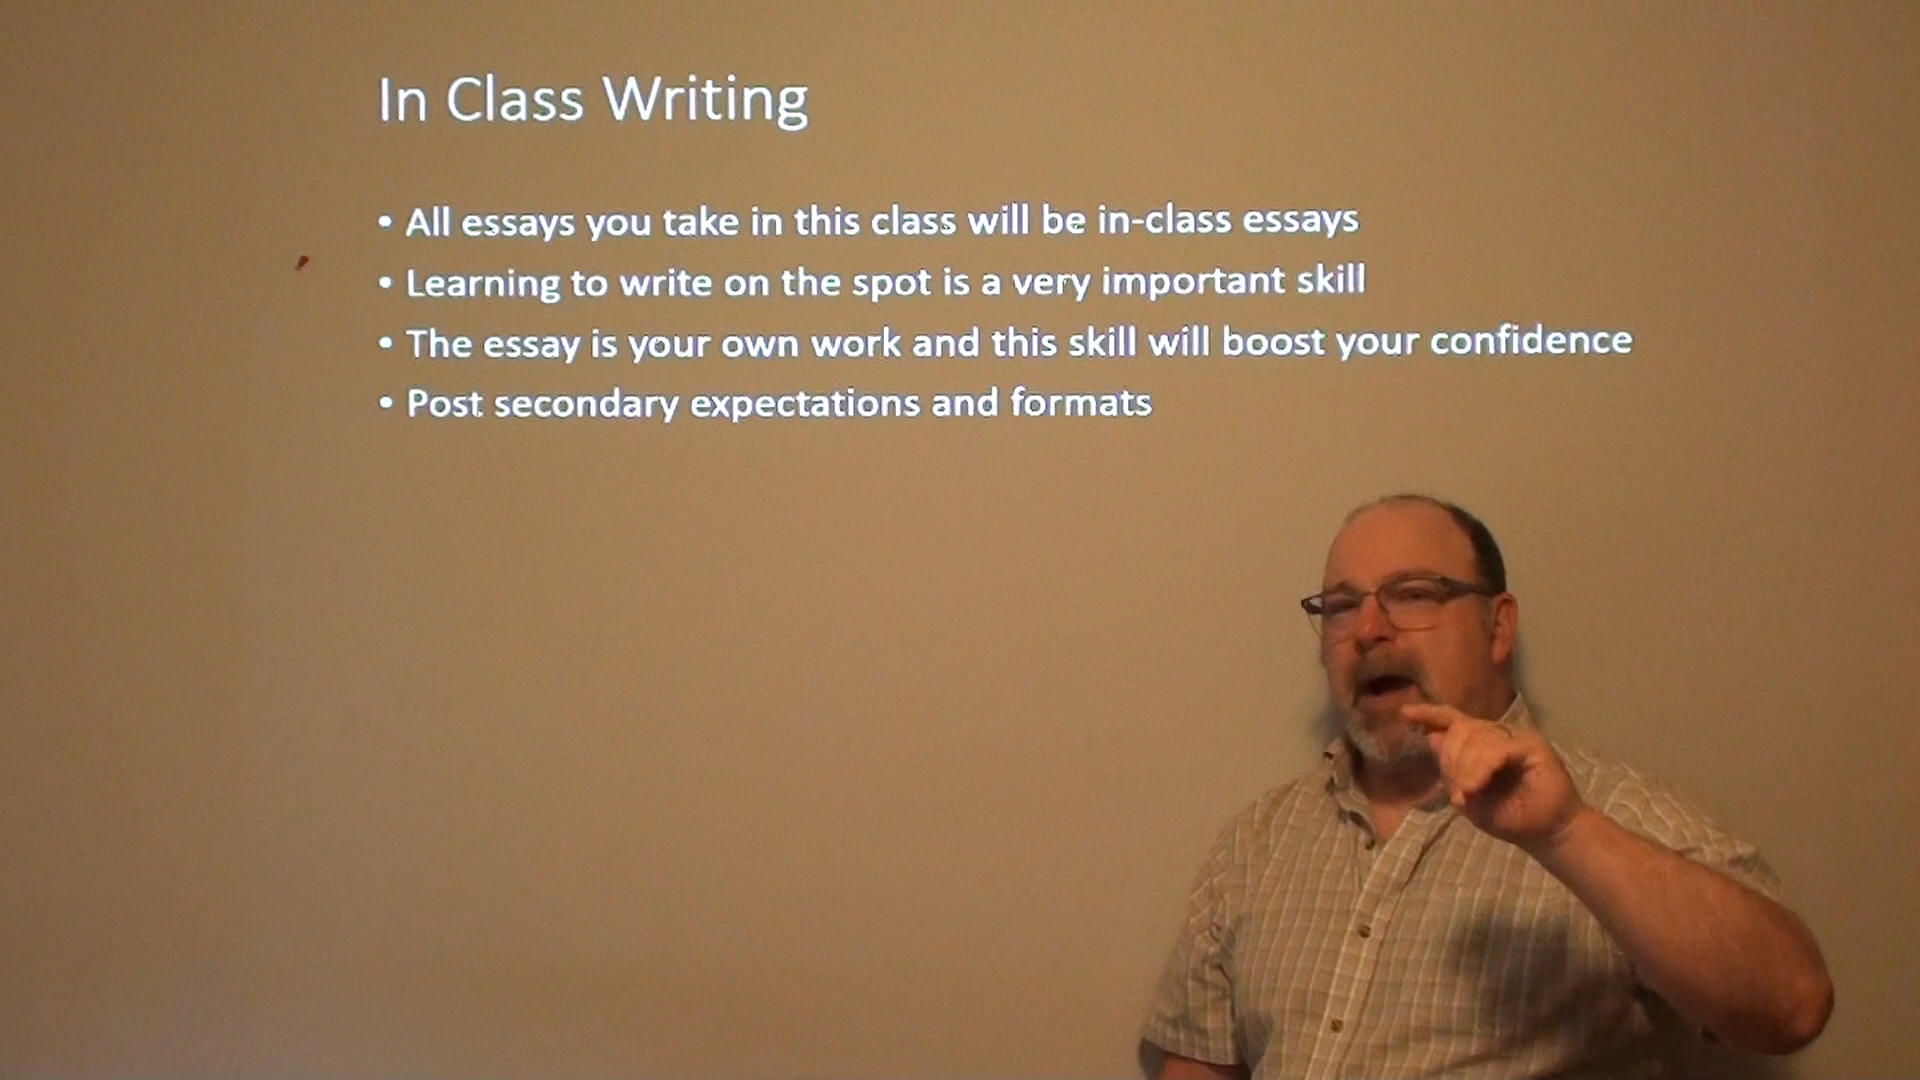 In Class Writing
• All essays you take in this class will be in-class essays
• Learning to write on the spot is a very important skill
• The essay is your own work and this skill will boost your confidence
• Post secondary expectations and formats